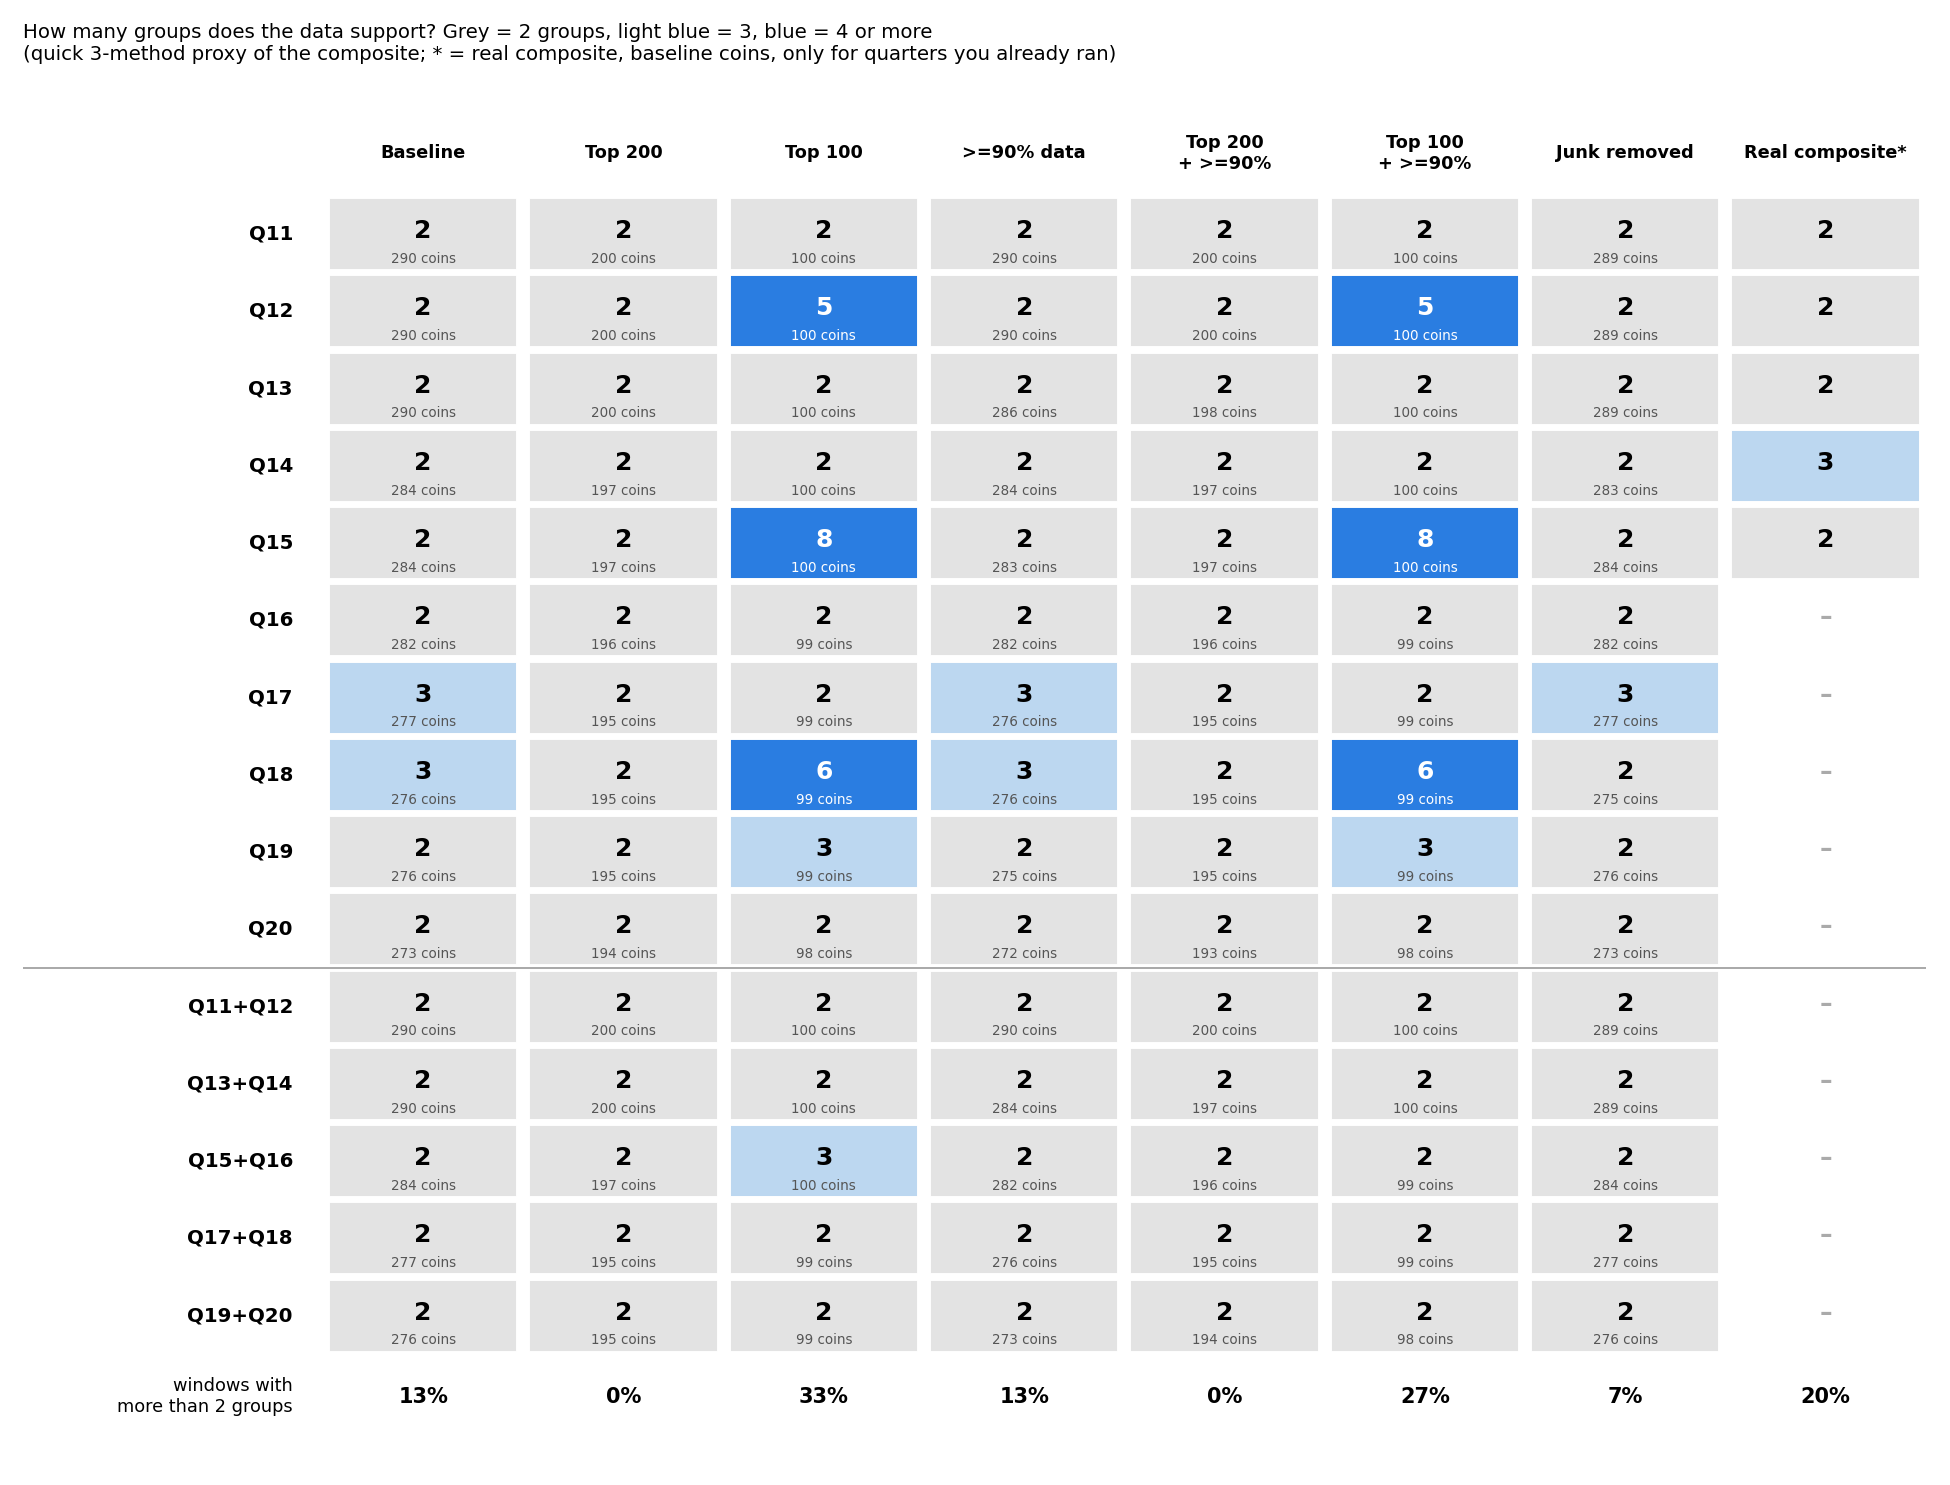 How many groups does the data support? Grey = 2 groups, light blue = 3, blue = 4 or more
(quick 3-method proxy of the composite; * = real composite, baseline coins, only for quarters you already ran)
Baseline Top 200 Top 100 >=90% data Top 200 + >=90% Top 100 + >=90% Junk removed Real composite*
Q11 2 2 2 2 2 2 2 2
290 coins 200 coins 100 coins 290 coins 200 coins 100 coins 289 coins
Q12 2 2 5 2 2 5 2 2
290 coins 200 coins 100 coins 290 coins 200 coins 100 coins 289 coins
Q13 2 2 2 2 2 2 2 2
290 coins 200 coins 100 coins 286 coins 198 coins 100 coins 289 coins
Q14 2 2 2 2 2 2 2 3
284 coins 197 coins 100 coins 284 coins 197 coins 100 coins 283 coins
Q15 2 2 8 2 2 8 2 2
284 coins 197 coins 100 coins 283 coins 197 coins 100 coins 284 coins
Q16 2 2 2 2 2 2 2 –
282 coins 196 coins 99 coins 282 coins 196 coins 99 coins 282 coins
Q17 3 2 2 3 2 2 3 –
277 coins 195 coins 99 coins 276 coins 195 coins 99 coins 277 coins
Q18 3 2 6 3 2 6 2 –
276 coins 195 coins 99 coins 276 coins 195 coins 99 coins 275 coins
Q19 2 2 3 2 2 3 2 –
276 coins 195 coins 99 coins 275 coins 195 coins 99 coins 276 coins
Q20 2 2 2 2 2 2 2 –
273 coins 194 coins 98 coins 272 coins 193 coins 98 coins 273 coins
Q11+Q12 2 2 2 2 2 2 2 –
290 coins 200 coins 100 coins 290 coins 200 coins 100 coins 289 coins
Q13+Q14 2 2 2 2 2 2 2 –
290 coins 200 coins 100 coins 284 coins 197 coins 100 coins 289 coins
Q15+Q16 2 2 3 2 2 2 2 –
284 coins 197 coins 100 coins 282 coins 196 coins 99 coins 284 coins
Q17+Q18 2 2 2 2 2 2 2 –
277 coins 195 coins 99 coins 276 coins 195 coins 99 coins 277 coins
Q19+Q20 2 2 2 2 2 2 2 –
276 coins 195 coins 99 coins 273 coins 194 coins 98 coins 276 coins
windows with
more than 2 groups 13% 0% 33% 13% 0% 27% 7% 20%